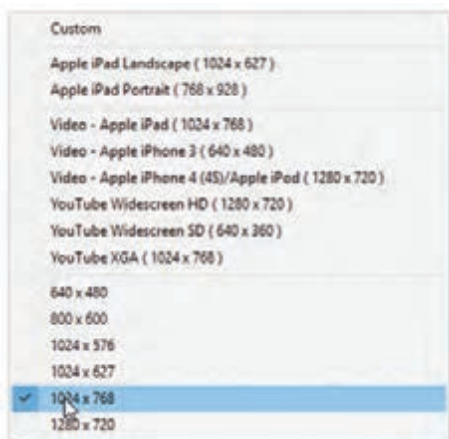 Custom
Apple iPad Landscape ( 1024 x 627 )
Apple iPad Portrait ( 768 x 928 )
Video - Apple iPad ( 1024 x 768 )
Video - Apple iPhone 3 ( 640 x 480 )
Video - Apple iPhone 4 (4S)/Apple iPod ( 1280 x 720 )
YouTube Widescreen HD ( 1280 x 720 )
YouTube Widescreen SD ( 640 x 360 )
YouTube XGA ( 1024 x 768 )
640 x 480
800 x 600
1024 x 576
1024 x 627
1024 x 768
1280 x 720